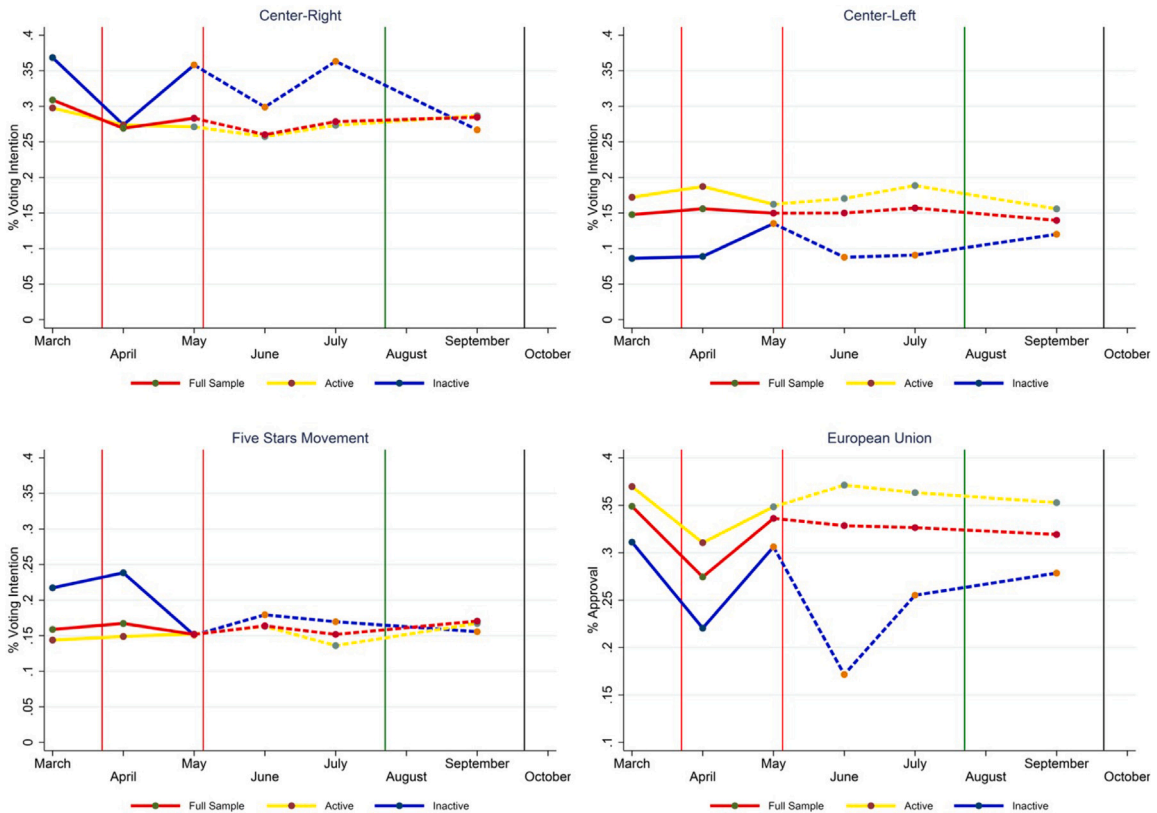 Center-Right
% Voting Intention
0 .05 .1 .15 .2 .25 .3 .35 .4
March May June July September
April August October
Full Sample Active Inactive
Center-Left
% Voting Intention
0 .05 .1 .15 .2 .25 .3 .35 .4
March May June July September
April August October
Full Sample Active Inactive
Five Stars Movement
% Voting Intention
0 .05 .1 .15 .2 .25 .3 .35 .4
March May July September
April June August October
Full Sample Active Inactive
European Union
% Approval
.1 .15 .2 .25 .3 .35 .4
March May July September
April June August October
Full Sample Active Inactive